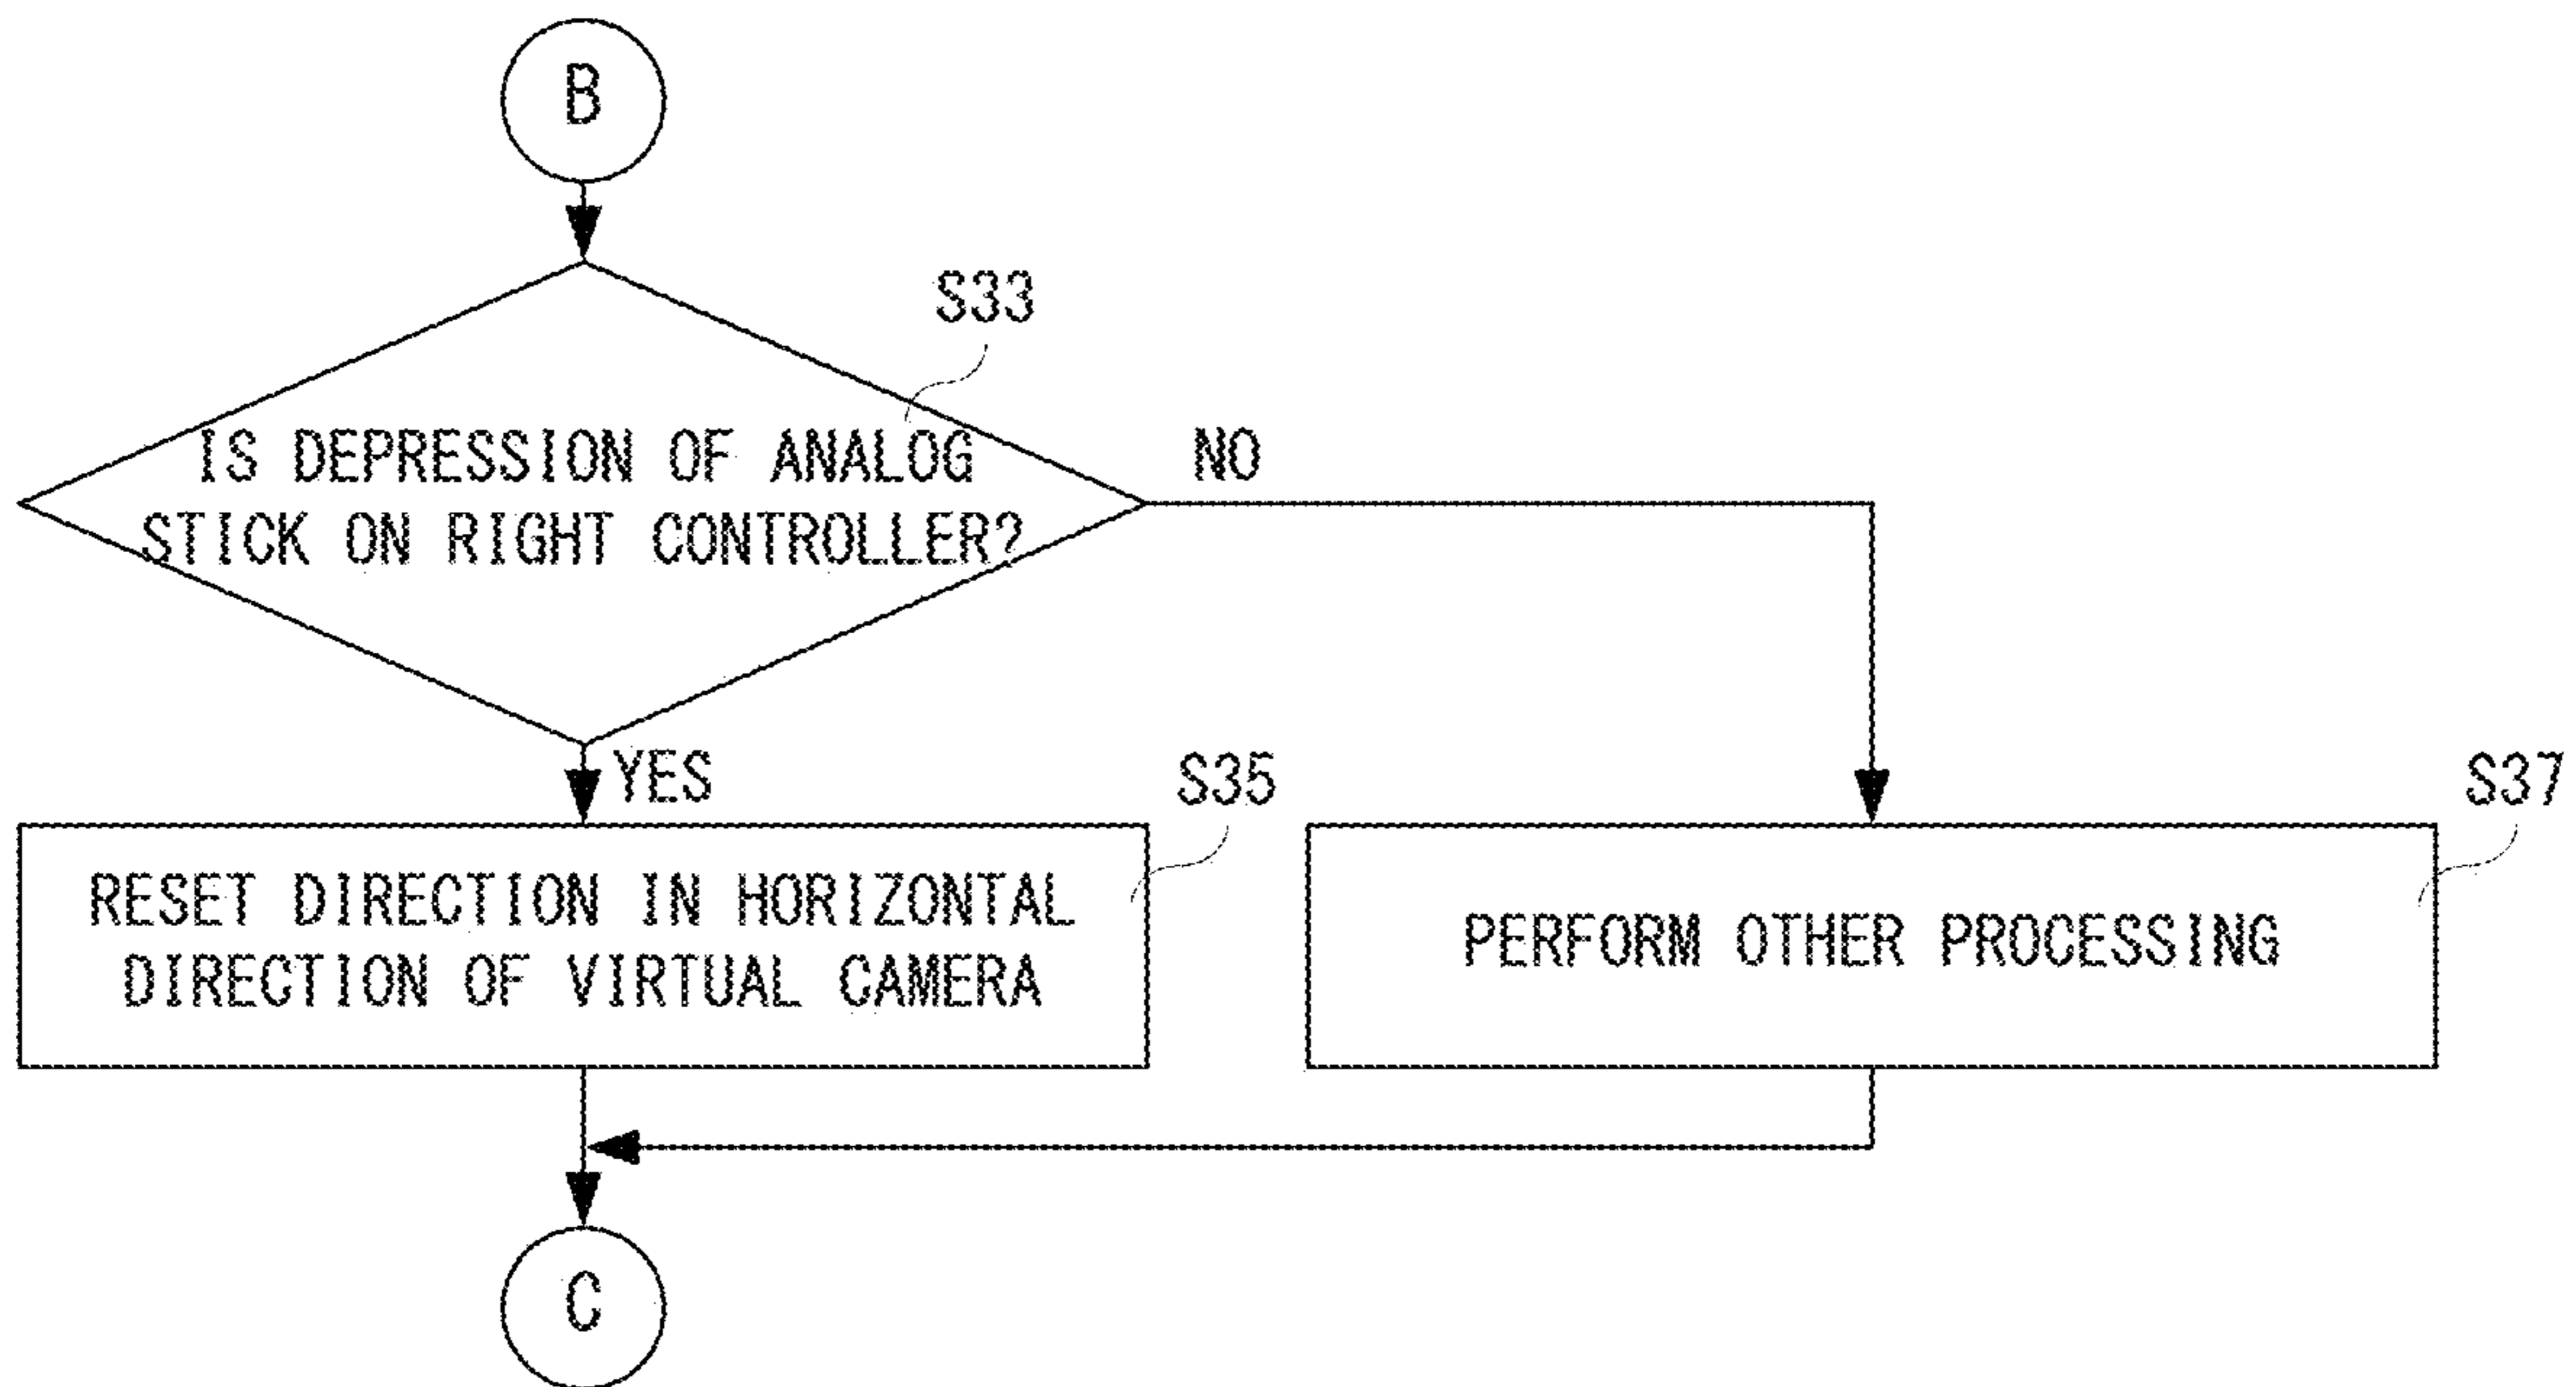 B
S33
IS DEPRESSION OF ANALOG
STICK ON RIGHT CONTROLLER?
NO
YES
S35
S37
RESET DIRECTION IN HORIZONTAL
DIRECTION OF VIRTUAL CAMERA
PERFORM OTHER PROCESSING
C